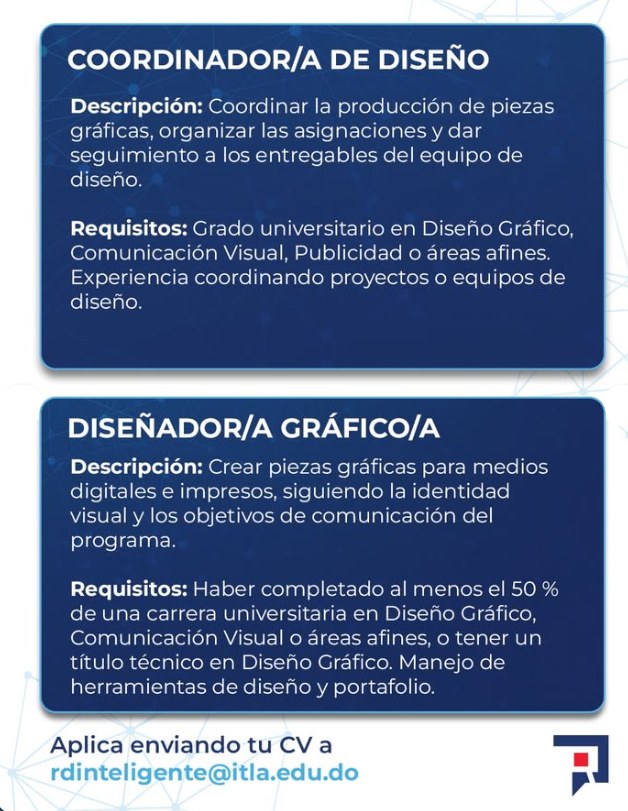 COORDINADOR/A DE DISEÑO
Descripción: Coordinar la producción de piezas
gráficas, organizar las asignaciones y dar
seguimiento a los entregables del equipo de
diseño.
Requisitos: Grado universitario en Diseño Gráfico,
Comunicación Visual, Publicidad o áreas afines.
Experiencia coordinando proyectos o equipos de
diseño.
DISEÑADOR/A GRÁFICO/A
Descripción: Crear piezas gráficas para medios
digitales e impresos, siguiendo la identidad
visual y los objetivos de comunicación del
programa.
Requisitos: Haber completado al menos el 50 %
de una carrera universitaria en Diseño Gráfico,
Comunicación Visual o áreas afines, o tener un
título técnico en Diseño Gráfico. Manejo de
herramientas de diseño y portafolio.
Aplica enviando tu CV a
rdinteligente@itla.edu.do